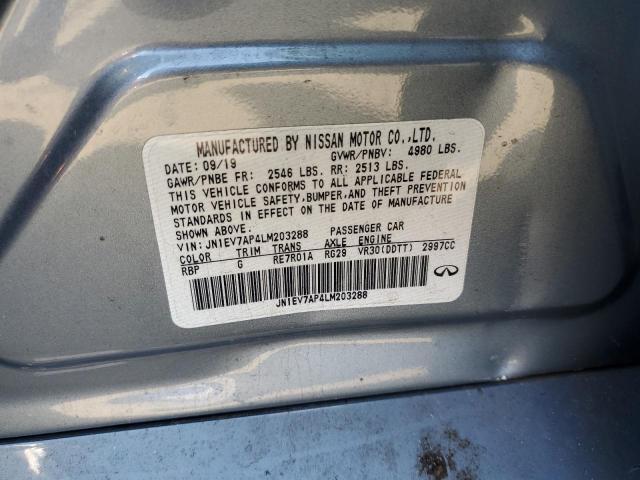 MANUFACTURED BY NISSAN MOTOR CO.,LTD.
DATE: 09/19 GVWR/PNBV: 4980 LBS.
GAWR/PNBE FR: 2546 LBS. RR: 2513 LBS.
THIS VEHICLE CONFORMS TO ALL APPLICABLE FEDERAL
MOTOR VEHICLE SAFETY,BUMPER,AND THEFT PREVENTION
STANDARDS IN EFFECT ON THE DATE OF MANUFACTURE
SHOWN ABOVE.
VIN: JN1EV7AP4LM203288 PASSENGER CAR
COLOR TRIM TRANS AXLE ENGINE
RBP G RE7R01A RG29 VR30(DDTT) 2997CC
JN1EV7AP4LM203288